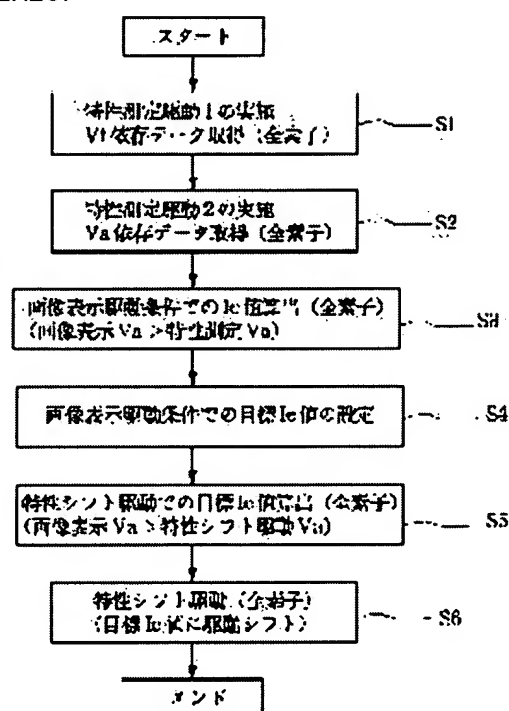 スタート
特性測定駆動1の実施
Vf依存データ取得(全素子)
S1
特性測定駆動2の実施
Va依存データ取得(全素子)
S2
画像表示駆動条件でのIe値算出(全素子)
(画像表示Va>特性測定Va)
S3
画像表示駆動条件での目標Ie値の設定
S4
特性シフト駆動での目標Ie値算出(全素子)
(画像表示Va>特性シフト駆動Va)
S5
特性シフト駆動(全素子)
(目標Ie値に駆動シフト)
S6
エンド